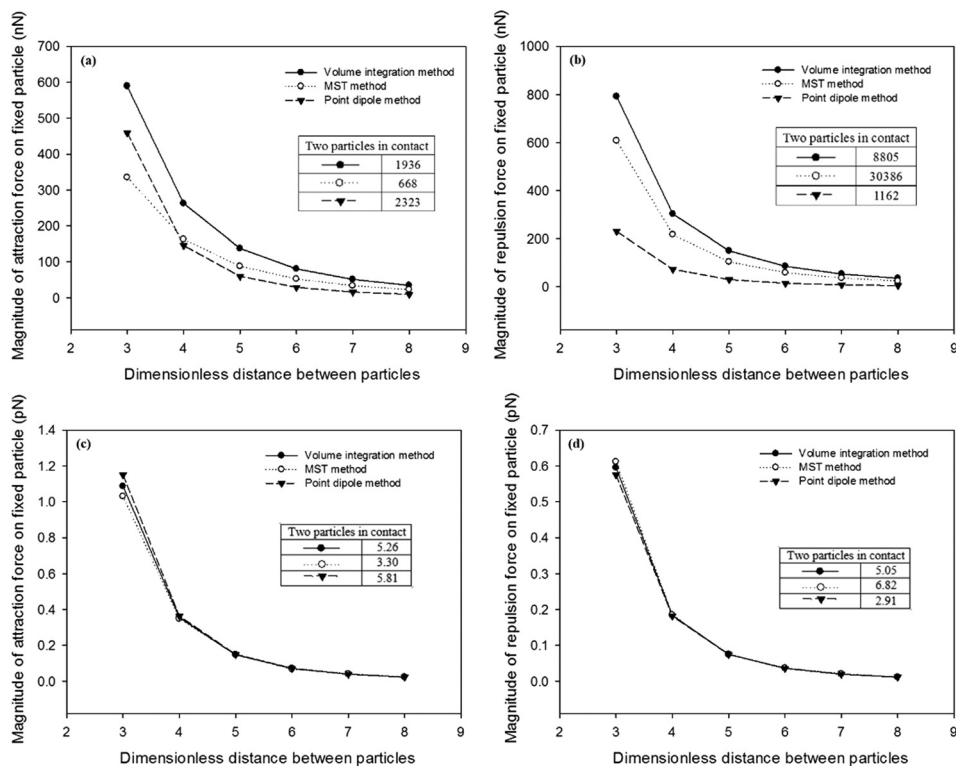 Magnitude of attraction force on fixed particle (nN)
700
600
500
400
300
200
100
0
(a)
Volume integration method
MST method
Point dipole method
Two particles in contact
1936
668
2323
2 3 4 5 6 7 8 9
Dimensionless distance between particles
Magnitude of repulsion force on fixed particle (nN)
1000
800
600
400
200
0
(b)
Volume integration method
MST method
Point dipole method
Two particles in contact
8805
30386
1162
2 3 4 5 6 7 8 9
Dimensionless distance between particles
Magnitude of attraction force on fixed particle (pN)
1.4
1.2
1.0
0.8
0.6
0.4
0.2
0.0
(c)
Volume integration method
MST method
Point dipole method
Two particles in contact
5.26
3.30
5.81
2 3 4 5 6 7 8 9
Dimensionless distance between particles
Magnitude of repulsion force on fixed particle (pN)
0.7
0.6
0.5
0.4
0.3
0.2
0.1
0.0
(d)
Volume integration method
MST method
Point dipole method
Two particles in contact
5.05
6.82
2.91
2 3 4 5 6 7 8 9
Dimensionless distance between particles